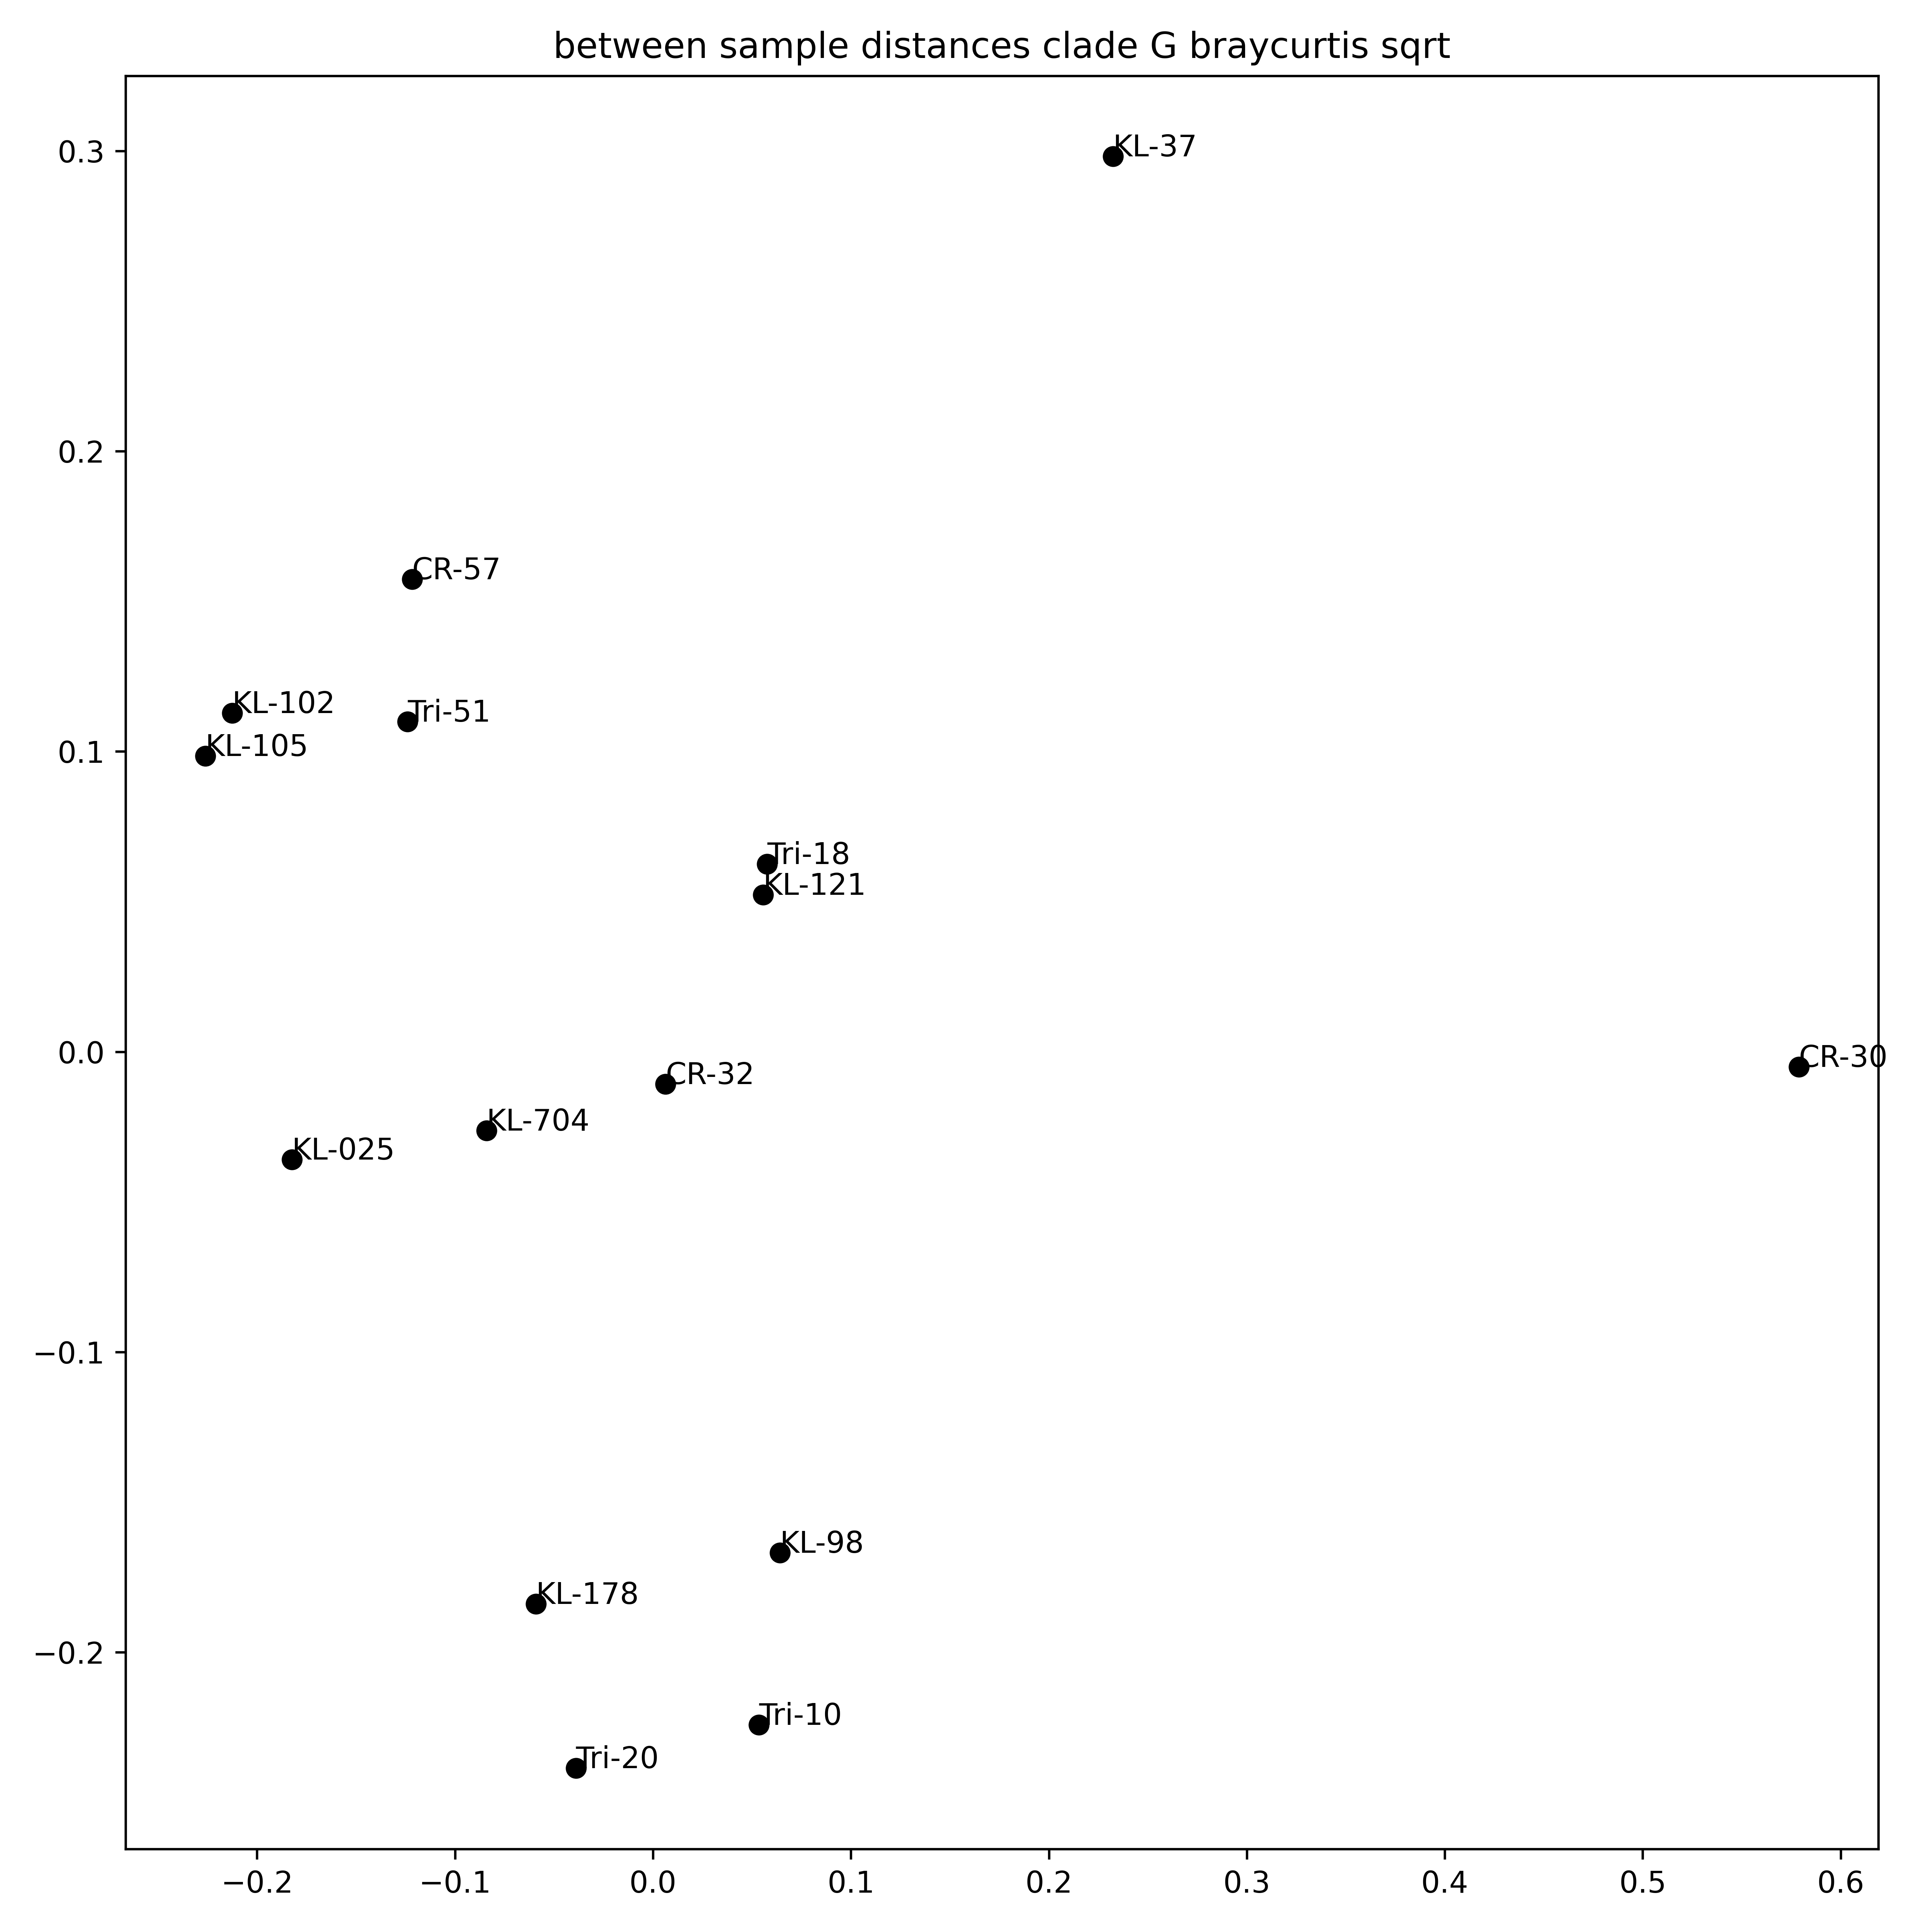 between sample distances clade G braycurtis sqrt
0.3
KL-37
0.2
CR-57
KL-102
Tri-51
KL-105
0.1
Tri-18
KL-121
0.0
CR-30
CR-32
KL-704
KL-025
−0.1
KL-98
KL-178
−0.2
Tri-10
Tri-20
−0.2 −0.1 0.0 0.1 0.2 0.3 0.4 0.5 0.6